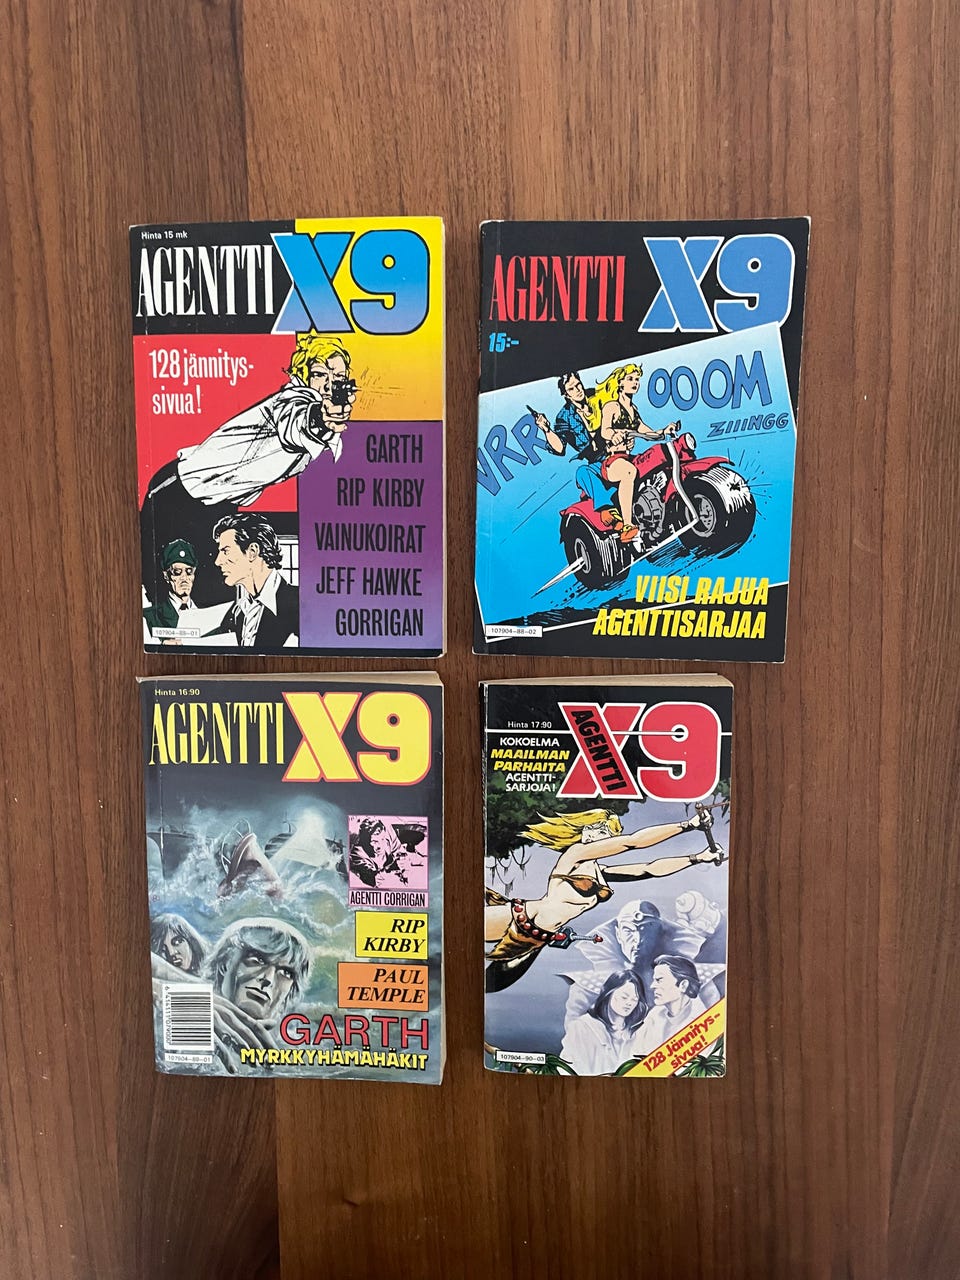 Hinta 15 mk
AGENTTI X9
128 jännitys-
sivua!
GARTH
RIP KIRBY
VAINUKOIRAT
JEFF HAWKE
GORRIGAN
107904-88-01
AGENTTI X9
15:-
VRR OOOM
ZIIINGG
VIISI RAJUA
AGENTTISARJAA
107904-88-02
Hinta 16:90
AGENTTI X9
AGENTTI CORRIGAN
RIP
KIRBY
PAUL
TEMPLE
GARTH
MYRKKYHÄMÄHÄKIT
107904-89-01
Hinta 17:90
AGENTTI
X9
KOKOELMA
MAAILMAN
PARHAITA
AGENTTI-
SARJOJA!
128 Jännitys-
sivua!
107904-90-03